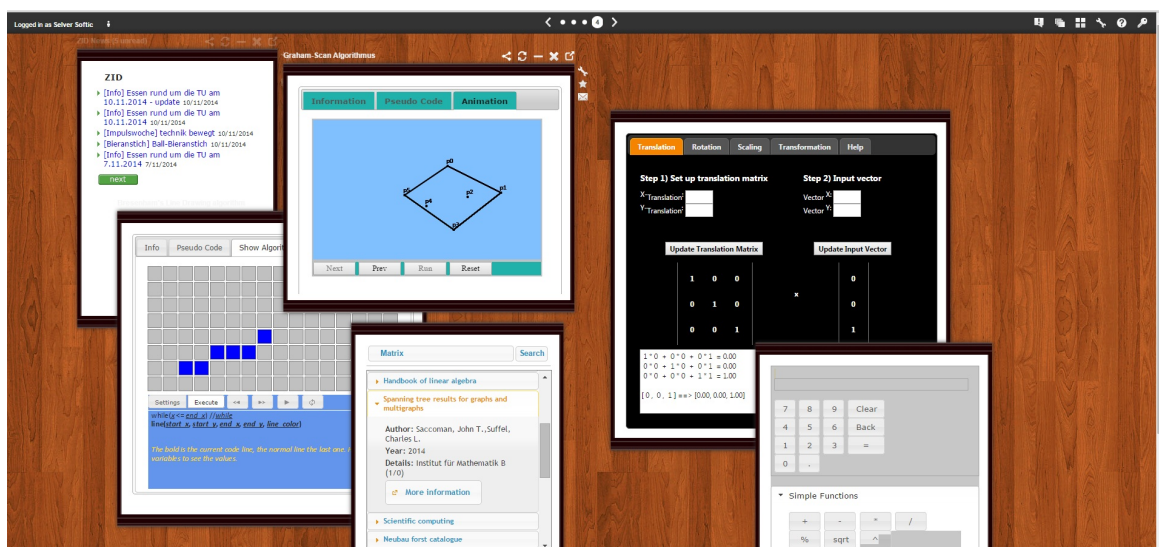 Logged in as Selver Softic
4
ZID
[Info] Essen rund um die TU am
10.11.2014 - update 10/11/2014
[Info] Essen rund um die TU am
10.11.2014 10/11/2014
[Impulswoche] technik bewegt 10/11/2014
[Bieranstich] Ball-Bieranstich 10/11/2014
[Info] Essen rund um die TU am
7.11.2014 7/11/2014
next
Graham-Scan Algorithmus
Information Pseudo Code Animation
p0
p5 p2 p1
p4
p3
Next Prev Run Reset
Info Pseudo Code Show Algorit
Settings Execute
while(x<=end_x) //while
line(start_x, start_y, end_x, end_y, line_color)
The bold is the current code line, the normal line the last one.
variables to see the values.
Matrix Search
Handbook of linear algebra
Spanning tree results for graphs and
multigraphs
Author: Saccoman, John T.,Suffel,
Charles L.
Year: 2014
Details: Institut für Mathematik B
(1/0)
More information
Scientific computing
Neubau forst catalogue
Translation Rotation Scaling Transformation Help
Step 1) Set up translation matrix Step 2) Input vector
X-Translation: Vector X:
Y-Translation: Vector Y:
Update Translation Matrix Update Input Vector
1 0 0 0
x
0 1 0 0
0 0 1 1
1*0 + 0*0 + 0*1 = 0.00
0*0 + 1*0 + 0*1 = 0.00
0*0 + 0*0 + 1*1 = 1.00
[ 0 , 0 , 1 ] ==> [0.00, 0.00, 1.00]
7 8 9 Clear
4 5 6 Back
1 2 3 =
0 .
Simple Functions
+ - * /
% sqrt ^